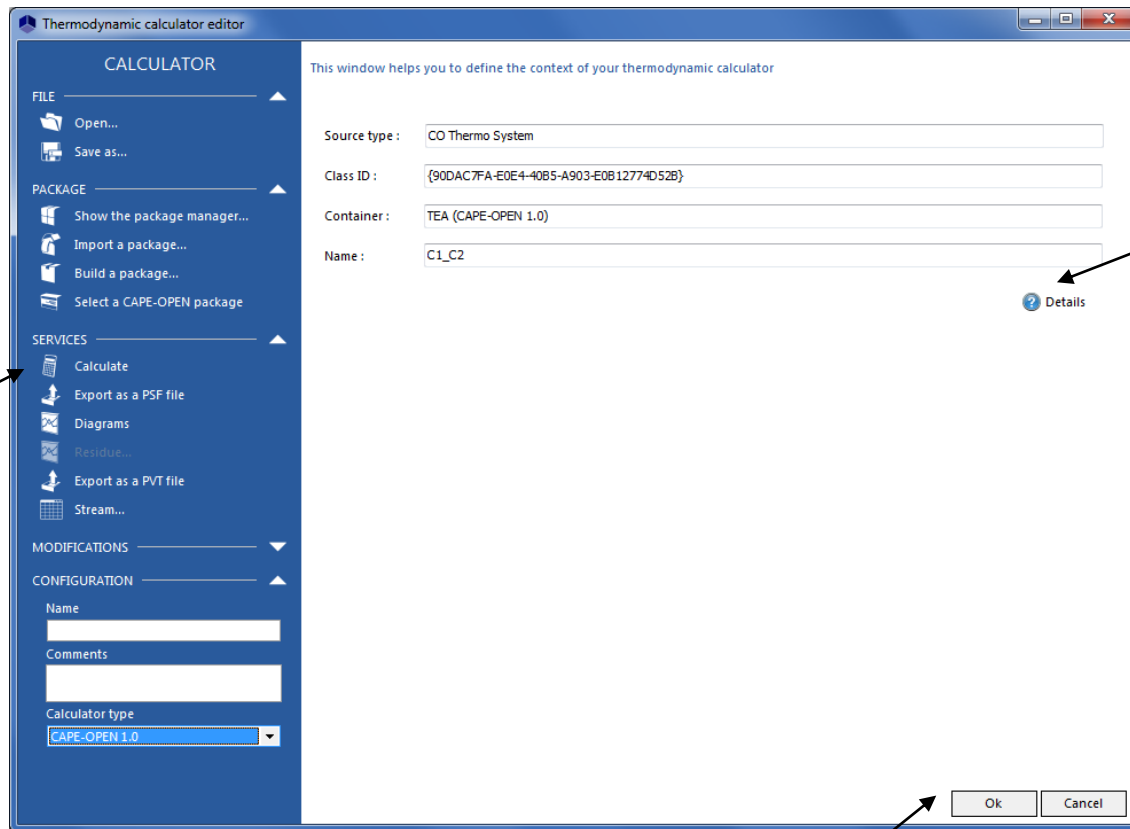 Thermodynamic calculator editor
CALCULATOR
FILE
Open...
Save as...
PACKAGE
Show the package manager...
Import a package...
Build a package...
Select a CAPE-OPEN package
SERVICES
Calculate
Export as a PSF file
Diagrams
Residue...
Export as a PVT file
Stream...
MODIFICATIONS
CONFIGURATION
Name
Comments
Calculator type
CAPE-OPEN 1.0
This window helps you to define the context of your thermodynamic calculator
Source type : CO Thermo System
Class ID : {90DAC7FA-E0E4-40B5-A903-E0B12774D52B}
Container : TEA (CAPE-OPEN 1.0)
Name : C1_C2
Details
Ok Cancel